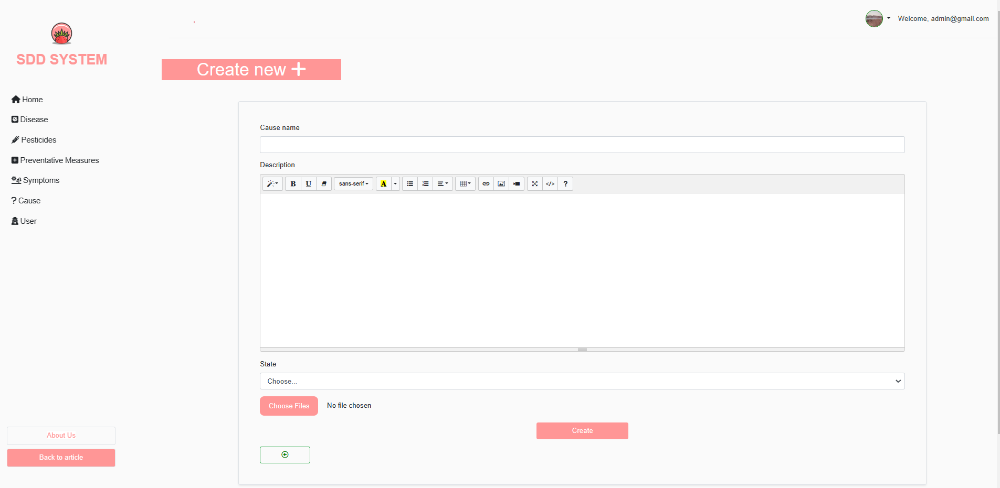 Welcome, admin@gmail.com
SDD SYSTEM
Create new
Home
Disease
Pesticides
Preventative Measures
Symptoms
? Cause
User
About Us
Back to article
Cause name
Description
B U sans-serif A </> ?
State
Choose...
Choose Files No file chosen
Create